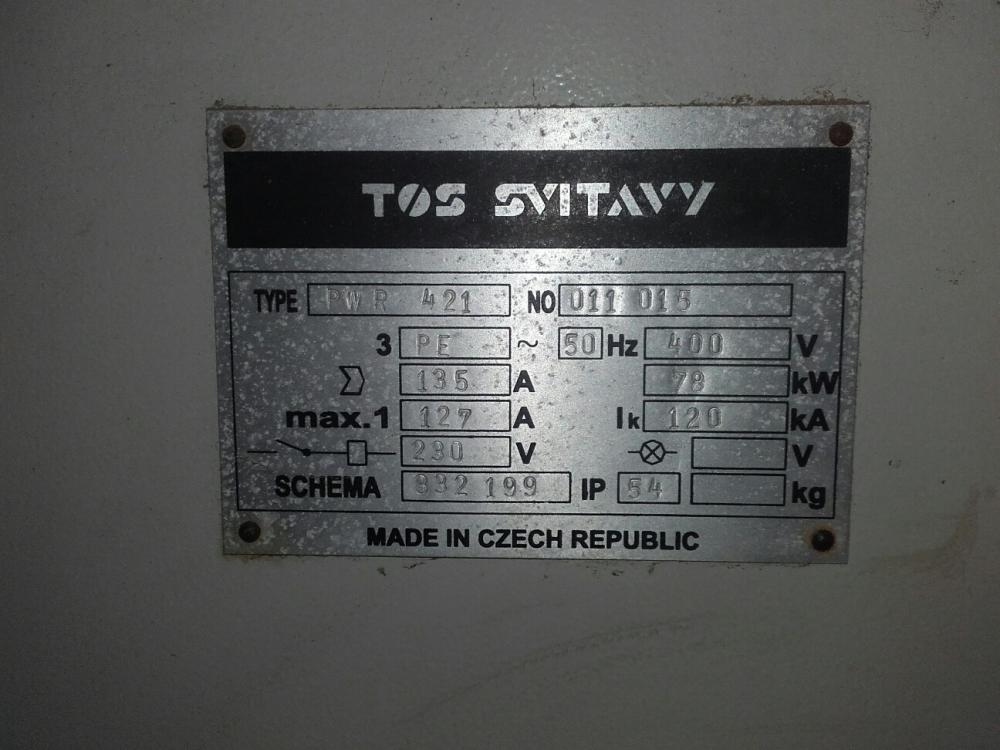 TOS SVITAVY
TYPE PWR 421 NO 011 015
3 PE ~ 50 Hz 400 V
Σ 135 A 78 kW
max.1 127 A Ik 120 kA
230 V V
SCHEMA 832 199 IP 54 kg
MADE IN CZECH REPUBLIC